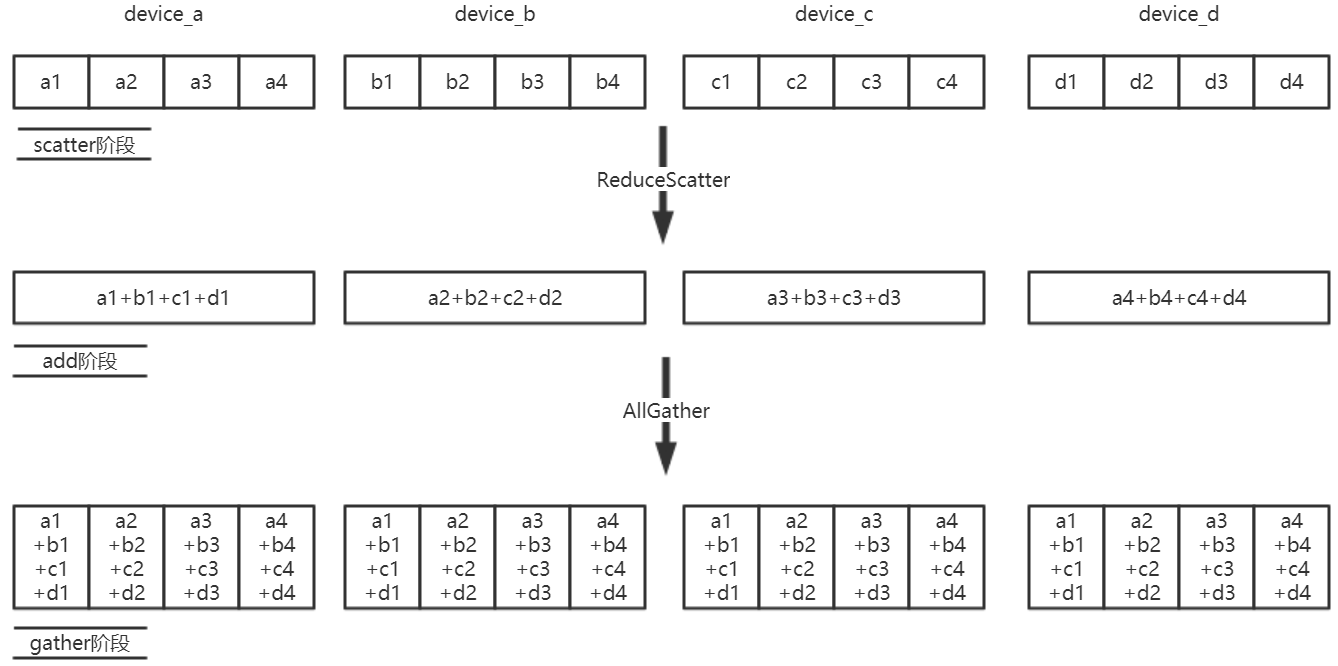 device_a device_b device_c device_d
a1 a2 a3 a4 b1 b2 b3 b4 c1 c2 c3 c4 d1 d2 d3 d4
scatter阶段
ReduceScatter
a1+b1+c1+d1 a2+b2+c2+d2 a3+b3+c3+d3 a4+b4+c4+d4
add阶段
AllGather
a1 a2 a3 a4 a1 a2 a3 a4 a1 a2 a3 a4 a1 a2 a3 a4
+b1 +b2 +b3 +b4 +b1 +b2 +b3 +b4 +b1 +b2 +b3 +b4 +b1 +b2 +b3 +b4
+c1 +c2 +c3 +c4 +c1 +c2 +c3 +c4 +c1 +c2 +c3 +c4 +c1 +c2 +c3 +c4
+d1 +d2 +d3 +d4 +d1 +d2 +d3 +d4 +d1 +d2 +d3 +d4 +d1 +d2 +d3 +d4
gather阶段